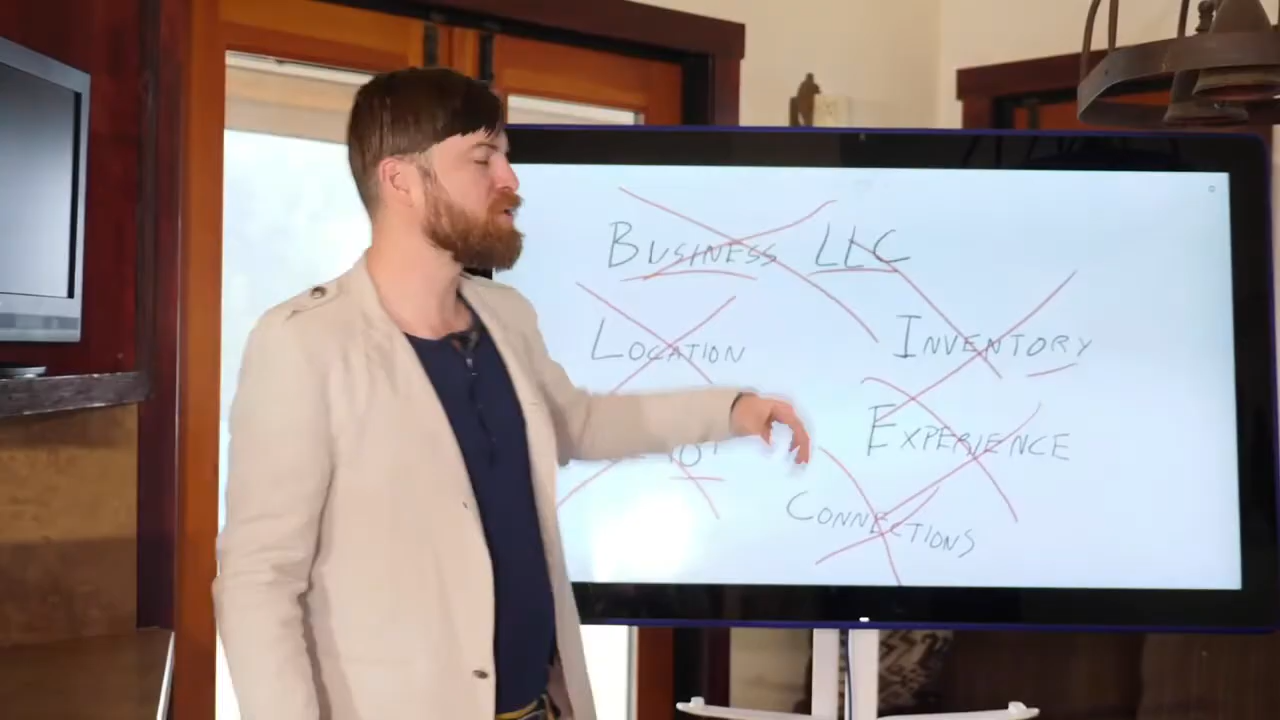 BUSINESS LLC
LOCATION
INVENTORY
EXPERIENCE
CONNECTIONS